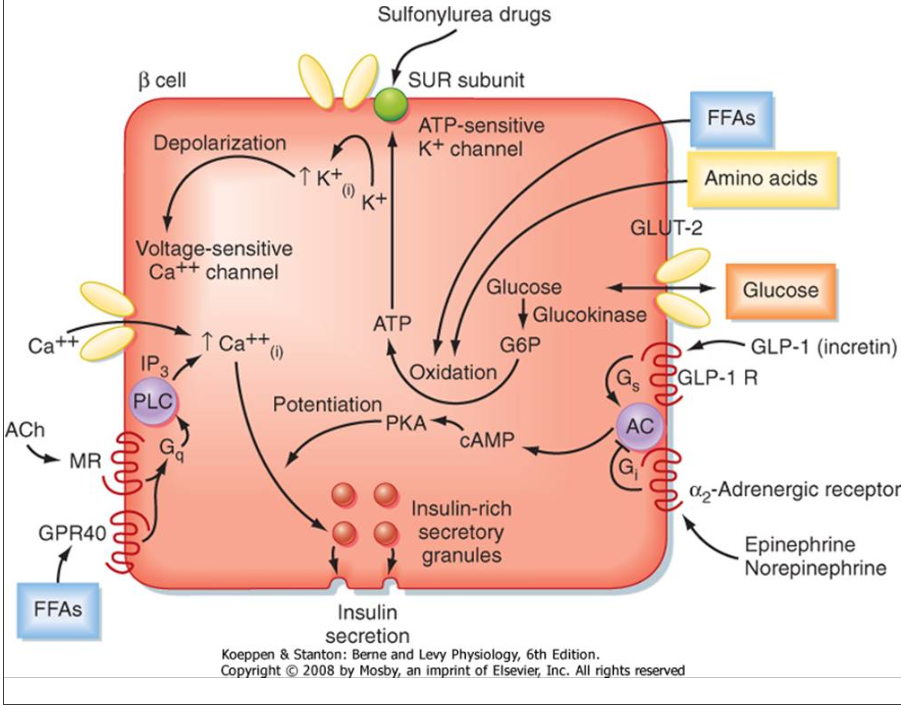 Sulfonylurea drugs
β cell
SUR subunit
ATP-sensitive
K+ channel
FFAs
Depolarization
↑ K+(i)
K+
Amino acids
Voltage-sensitive
Ca++ channel
GLUT-2
Glucose
Glucose
Glucokinase
ATP
G6P
Ca++
↑ Ca++(i)
Oxidation
GLP-1 (incretin)
IP3
Gs
GLP-1 R
PLC
Potentiation
PKA
cAMP
AC
ACh
MR
Gq
Gi
α2-Adrenergic receptor
Insulin-rich
secretory
granules
GPR40
Epinephrine
Norepinephrine
FFAs
Insulin
secretion
Koeppen & Stanton: Berne and Levy Physiology, 6th Edition.
Copyright © 2008 by Mosby, an imprint of Elsevier, Inc. All rights reserved